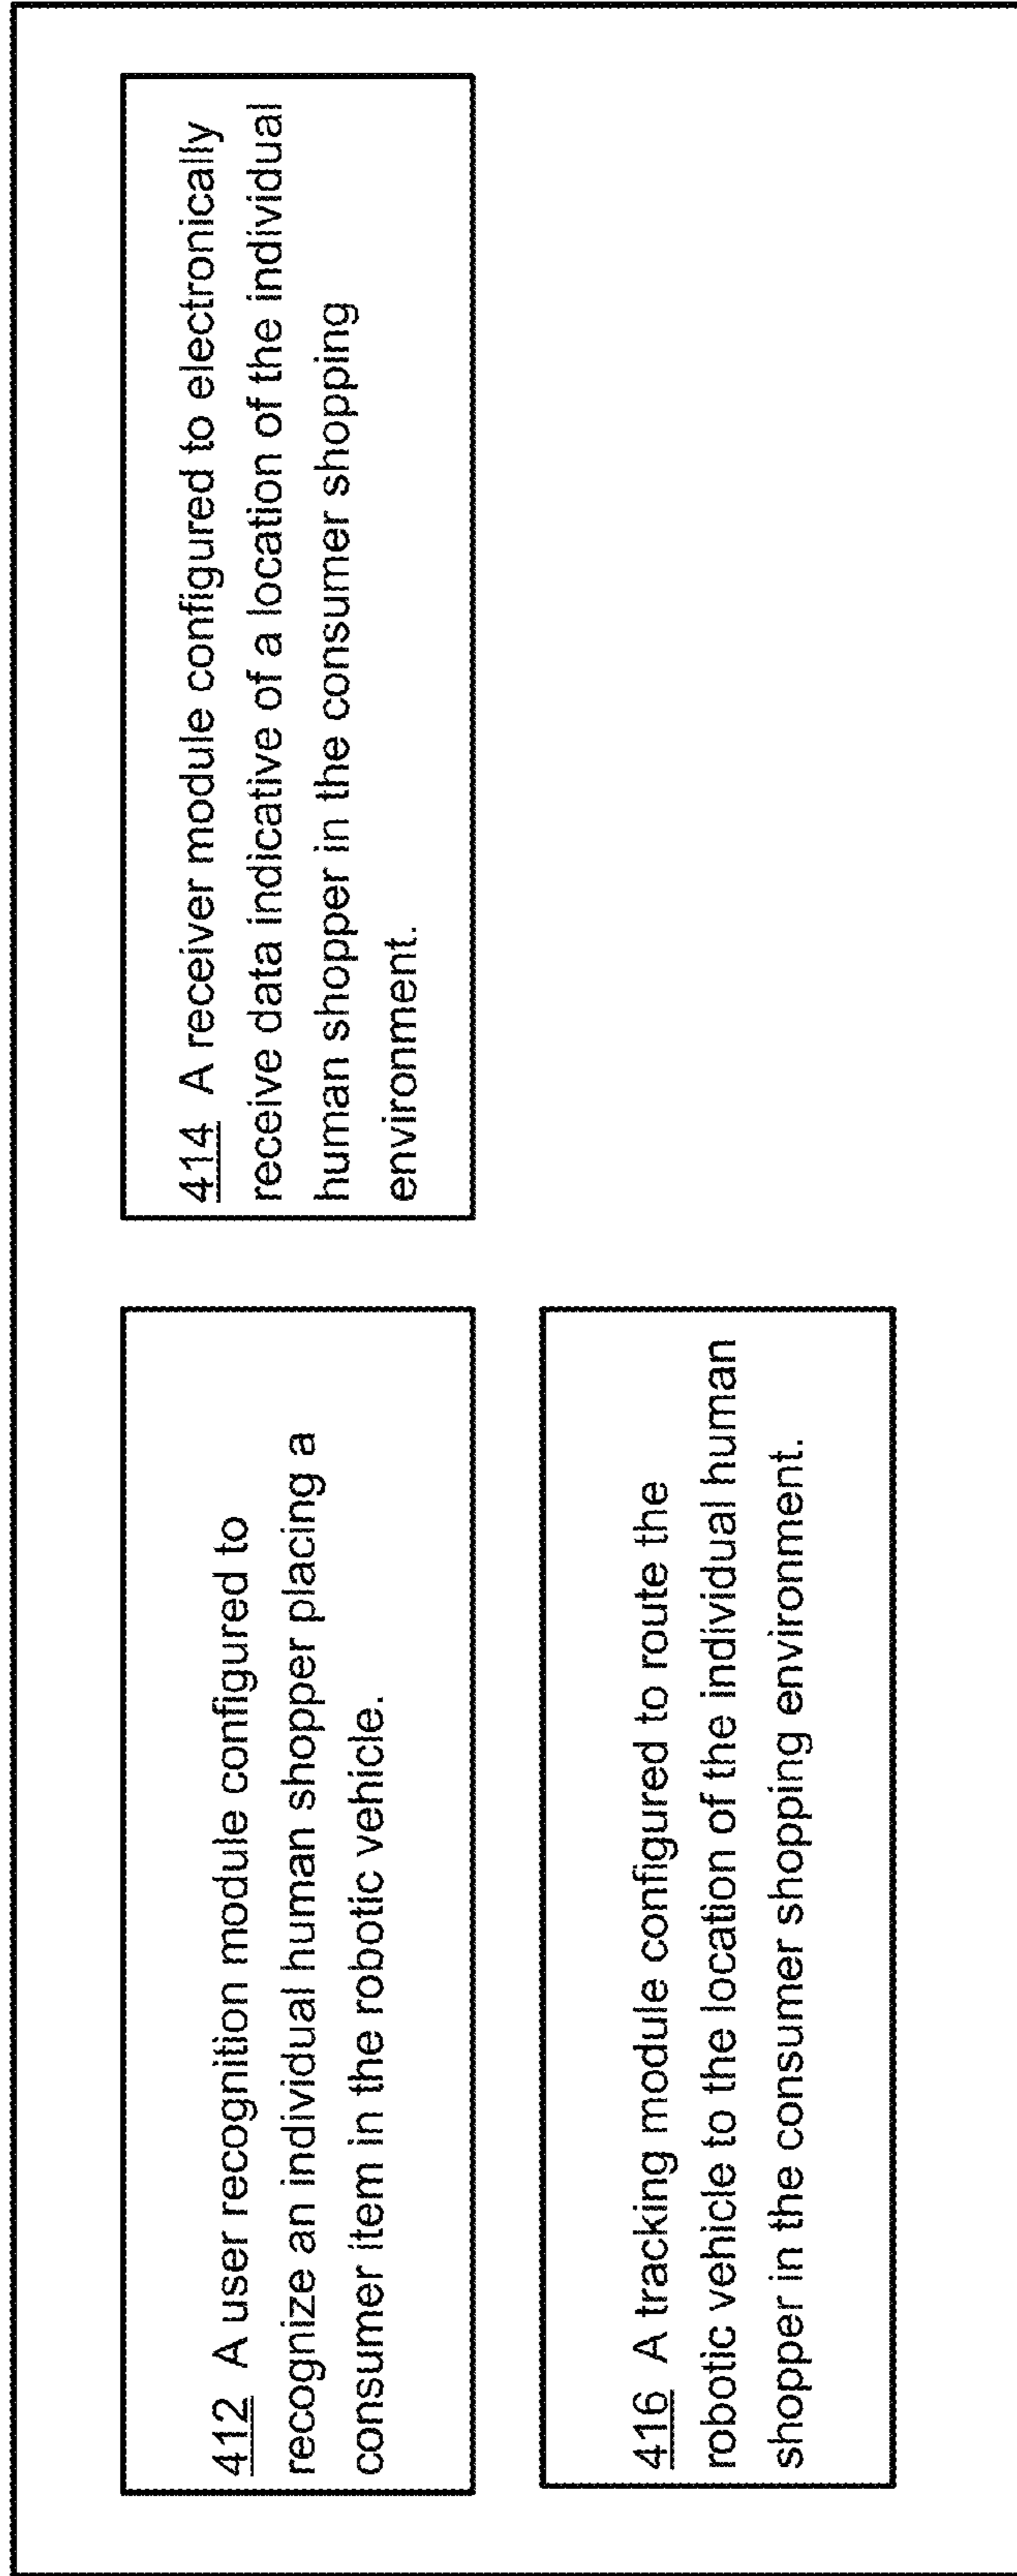 412 A user recognition module configured to
recognize an individual human shopper placing a
consumer item in the robotic vehicle.
414 A receiver module configured to electronically
receive data indicative of a location of the individual
human shopper in the consumer shopping
environment.
416 A tracking module configured to route the
robotic vehicle to the location of the individual human
shopper in the consumer shopping environment.